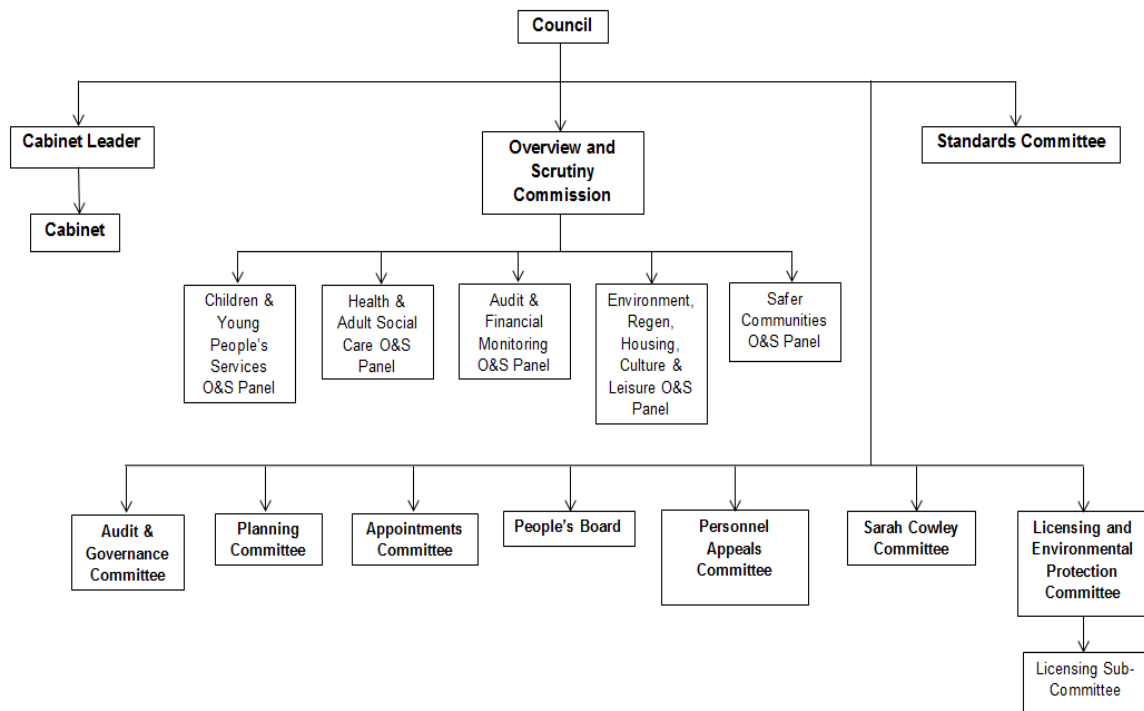 Council
Cabinet Leader
Overview and
Scrutiny
Commission
Standards Committee
Cabinet
Children &
Young
People's
Services
O&S Panel
Health &
Adult Social
Care O&S
Panel
Audit &
Financial
Monitoring
O&S Panel
Environment,
Regen,
Housing,
Culture &
Leisure O&S
Panel
Safer
Communities
O&S Panel
Audit &
Governance
Committee
Planning
Committee
Appointments
Committee
People's Board
Personnel
Appeals
Committee
Sarah Cowley
Committee
Licensing and
Environmental
Protection
Committee
Licensing Sub-
Committee